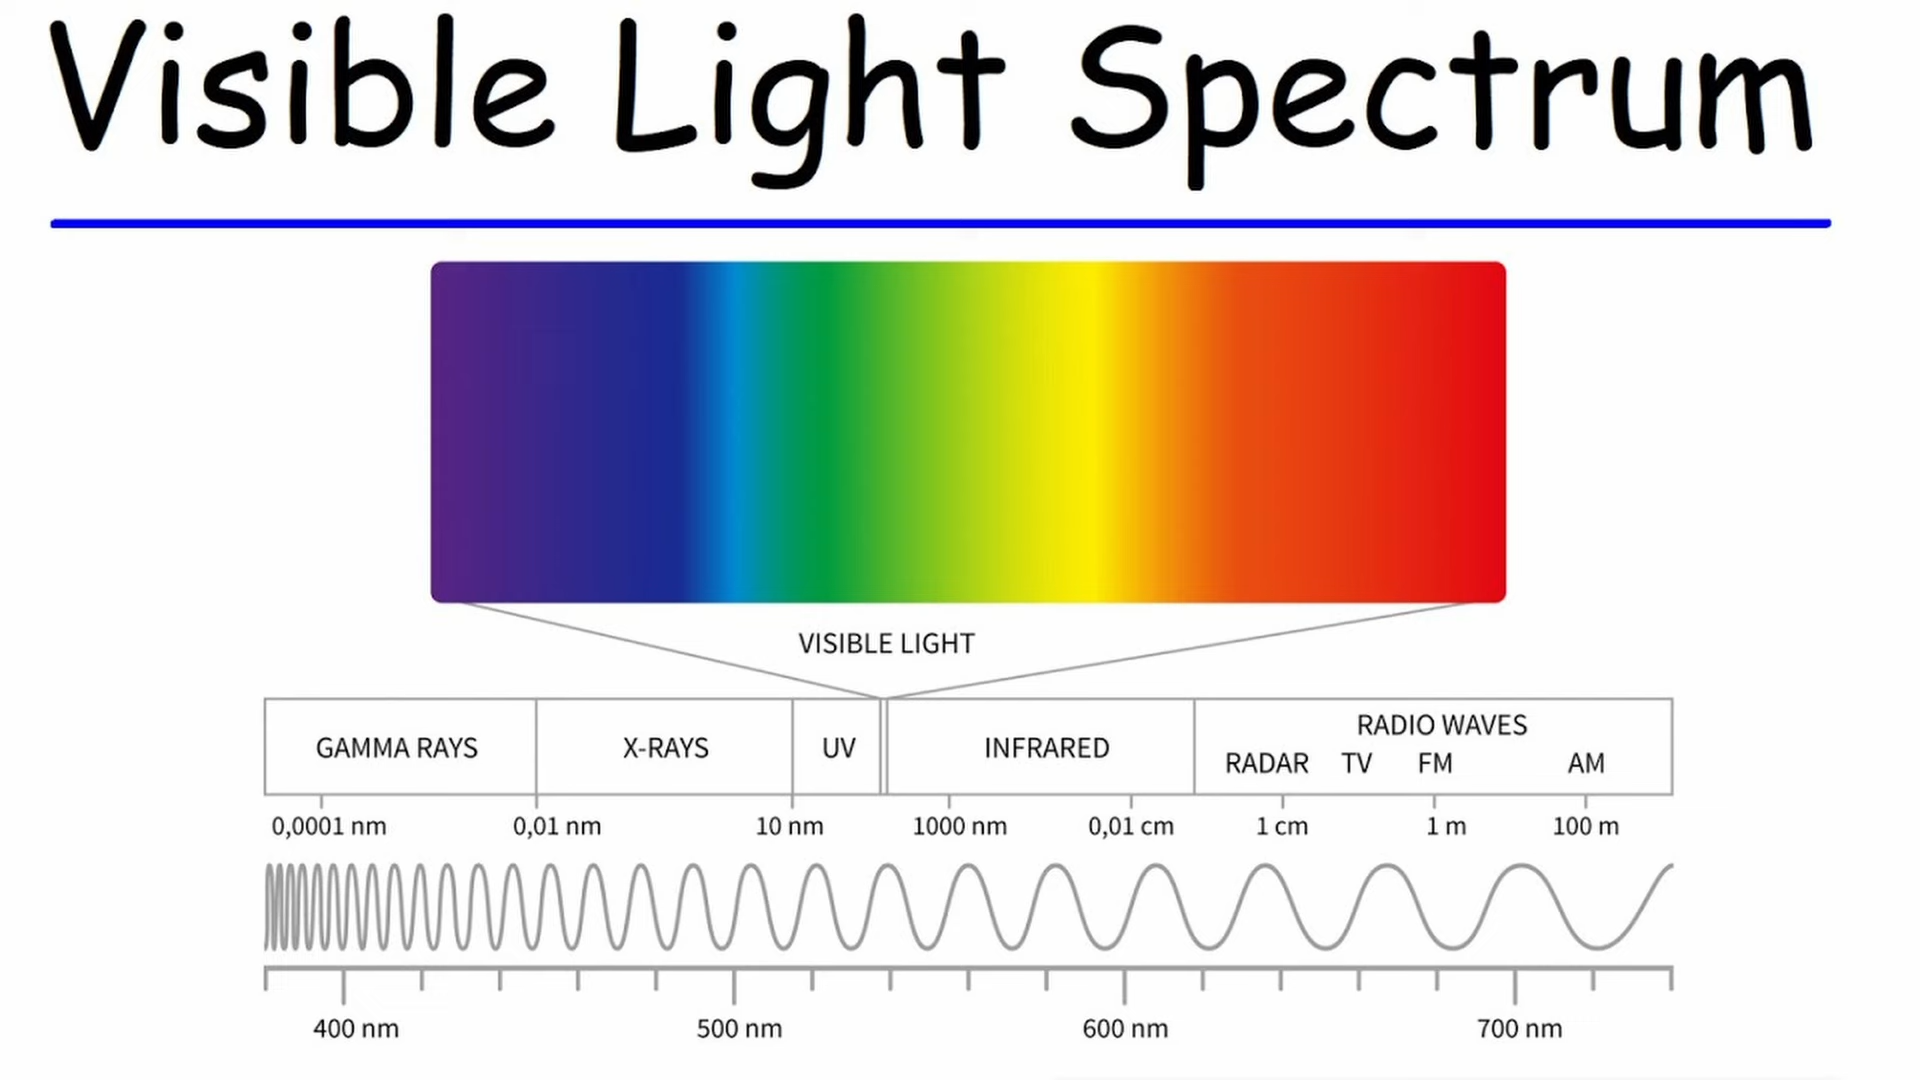 Visible Light Spectrum
VISIBLE LIGHT
GAMMA RAYS
X-RAYS
UV
INFRARED
RADIO WAVES
RADAR TV FM AM
0,0001 nm 0,01 nm 10 nm 1000 nm 0,01 cm 1 cm 1 m 100 m
400 nm 500 nm 600 nm 700 nm